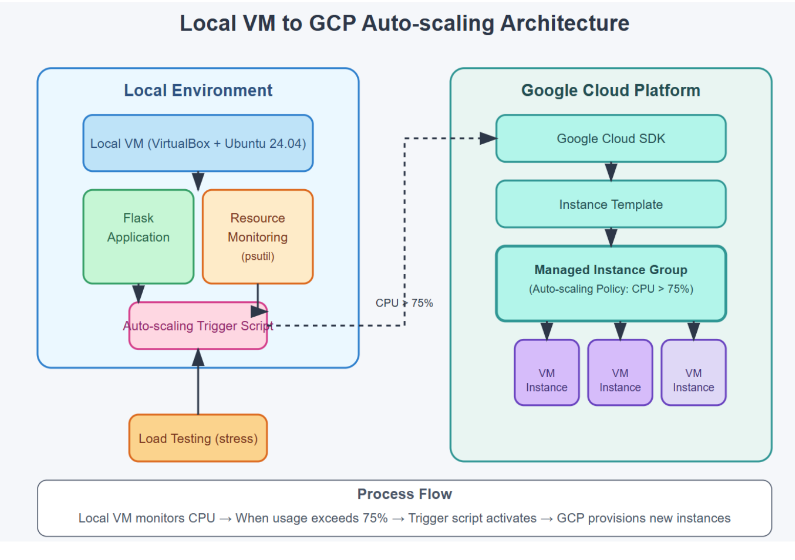 Local VM to GCP Auto-scaling Architecture
Local Environment
Google Cloud Platform
Local VM (VirtualBox + Ubuntu 24.04)
Flask
Application
Resource
Monitoring
(psutil)
Auto-scaling Trigger Script
Load Testing (stress)
CPU > 75%
Google Cloud SDK
Instance Template
Managed Instance Group
(Auto-scaling Policy: CPU > 75%)
VM
Instance
VM
Instance
VM
Instance
Process Flow
Local VM monitors CPU → When usage exceeds 75% → Trigger script activates → GCP provisions new instances